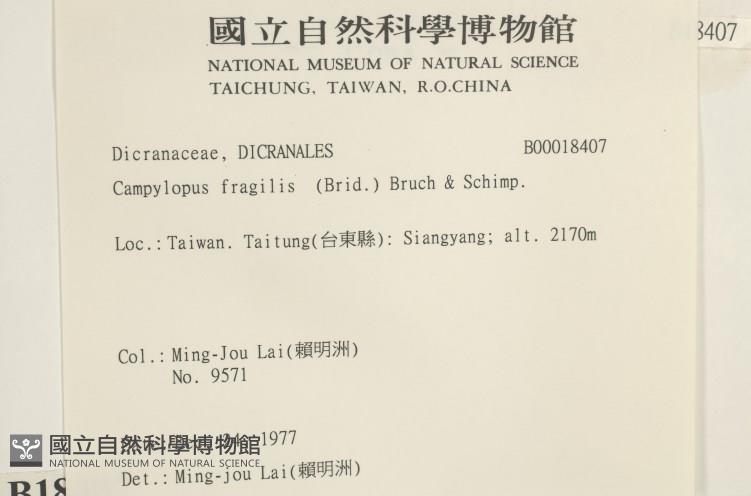 國立自然科學博物館
NATIONAL MUSEUM OF NATURAL SCIENCE
TAICHUNG, TAIWAN, R.O.CHINA
8407
Dicranaceae, DICRANALES B00018407
Campylopus fragilis (Brid.) Bruch & Schimp.
Loc.: Taiwan. Taitung(台東縣): Siangyang; alt. 2170m
Col.: Ming-Jou Lai(賴明洲)
No. 9571
1977
國立自然科學博物館
NATIONAL MUSEUM OF NATURAL SCIENCE
Det.: Ming-jou Lai(賴明洲)
B18